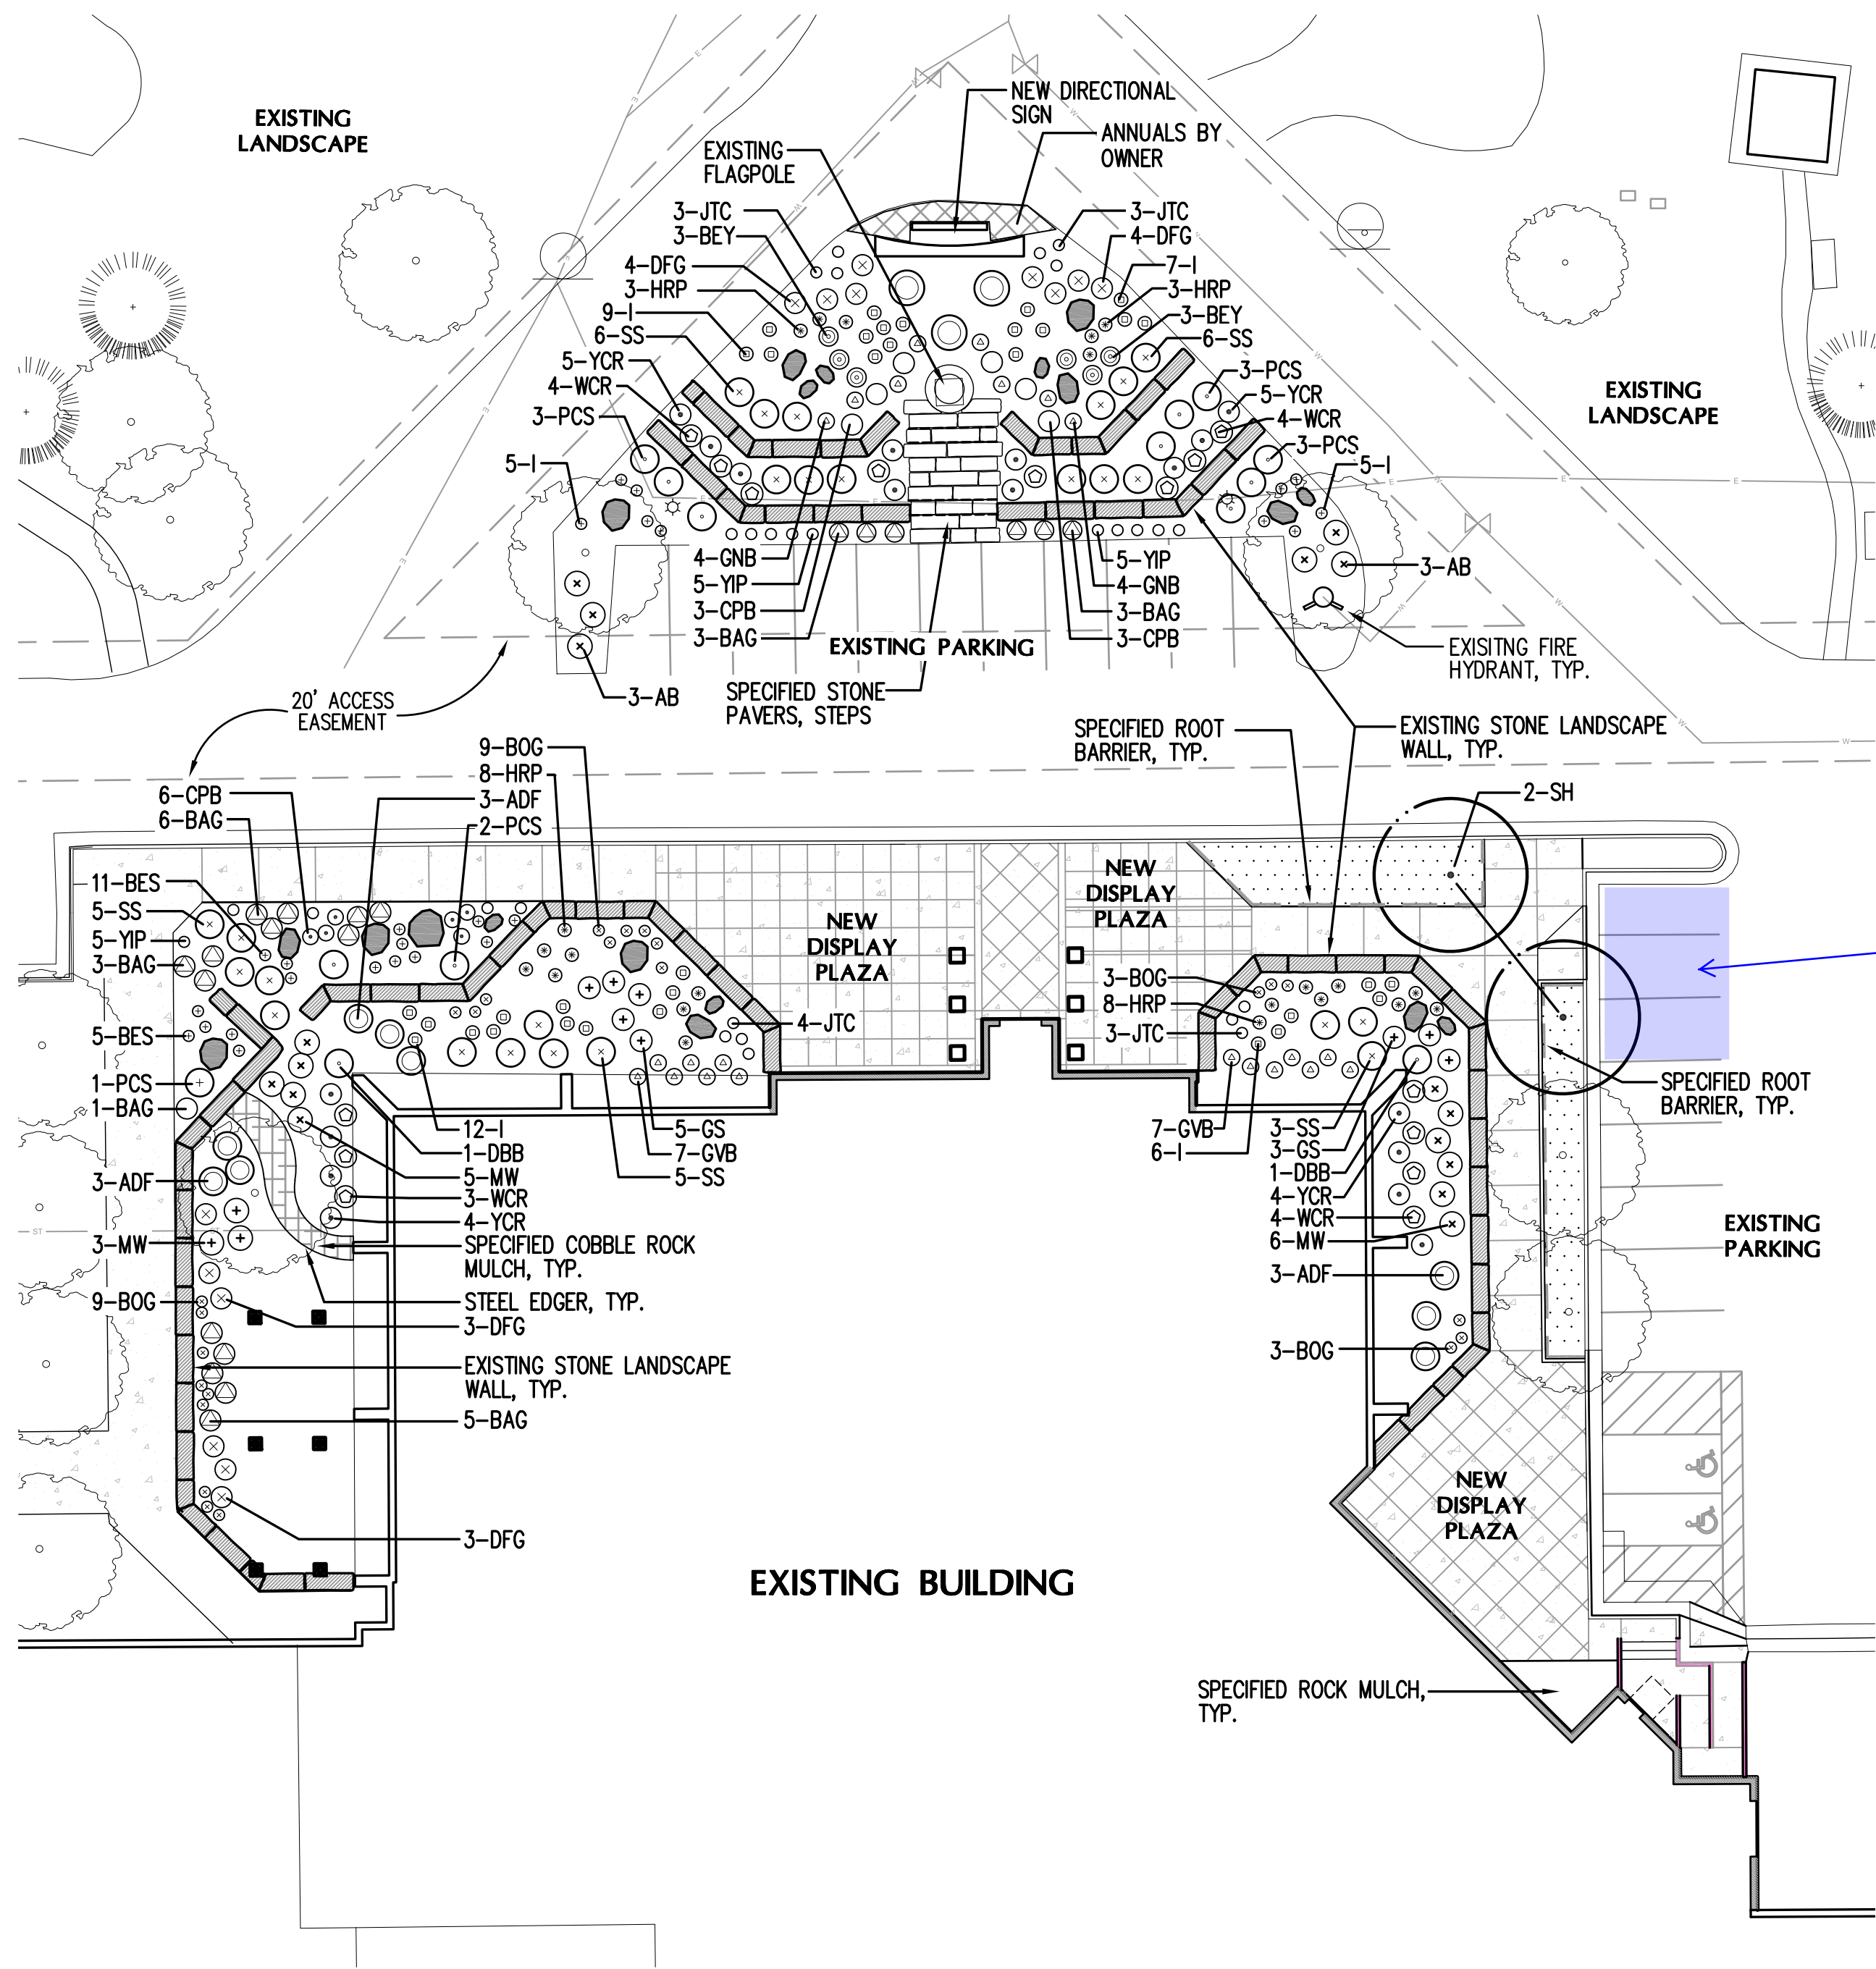 NEW DIRECTIONAL
SIGN
EXISTING
LANDSCAPE
ANNUALS BY
OWNER
EXISTING
FLAGPOLE
3-JTC
3-BEY
4-DFG
3-HRP
9-I
6-SS
5-YCR
4-WCR
3-PCS
5-I
3-JTC
4-DFG
7-I
3-HRP
3-BEY
6-SS
3-PCS
5-YCR
4-WCR
3-PCS
5-I
EXISTING
LANDSCAPE
4-GNB
5-YIP
3-CPB
3-BAG
5-YIP
4-GNB
3-BAG
3-CPB
3-AB
EXISTING PARKING
EXISITNG FIRE
HYDRANT, TYP.
3-AB
20' ACCESS
EASEMENT
SPECIFIED STONE
PAVERS, STEPS
SPECIFIED ROOT
BARRIER, TYP.
EXISTING STONE LANDSCAPE
WALL, TYP.
9-BOG
8-HRP
3-ADF
2-PCS
6-CPB
6-BAG
2-SH
11-BES
5-SS
5-YIP
3-BAG
5-BES
1-PCS
1-BAG
3-ADF
3-MW
9-BOG
NEW
DISPLAY
PLAZA
NEW
DISPLAY
PLAZA
4-JTC
3-BOG
8-HRP
3-JTC
12-I
1-DBB
5-MW
3-WCR
4-YCR
SPECIFIED COBBLE ROCK
MULCH, TYP.
STEEL EDGER, TYP.
3-DFG
EXISTING STONE LANDSCAPE
WALL, TYP.
5-BAG
3-DFG
5-GS
7-GVB
5-SS
7-GVB
6-I
3-SS
3-GS
1-DBB
4-YCR
4-WCR
6-MW
3-ADF
3-BOG
SPECIFIED ROOT
BARRIER, TYP.
EXISTING
PARKING
NEW
DISPLAY
PLAZA
EXISTING BUILDING
SPECIFIED ROCK MULCH,
TYP.
E
E
E
E
E
E
E
E
E
W
W
W
W
W
W
W
W
W
ST